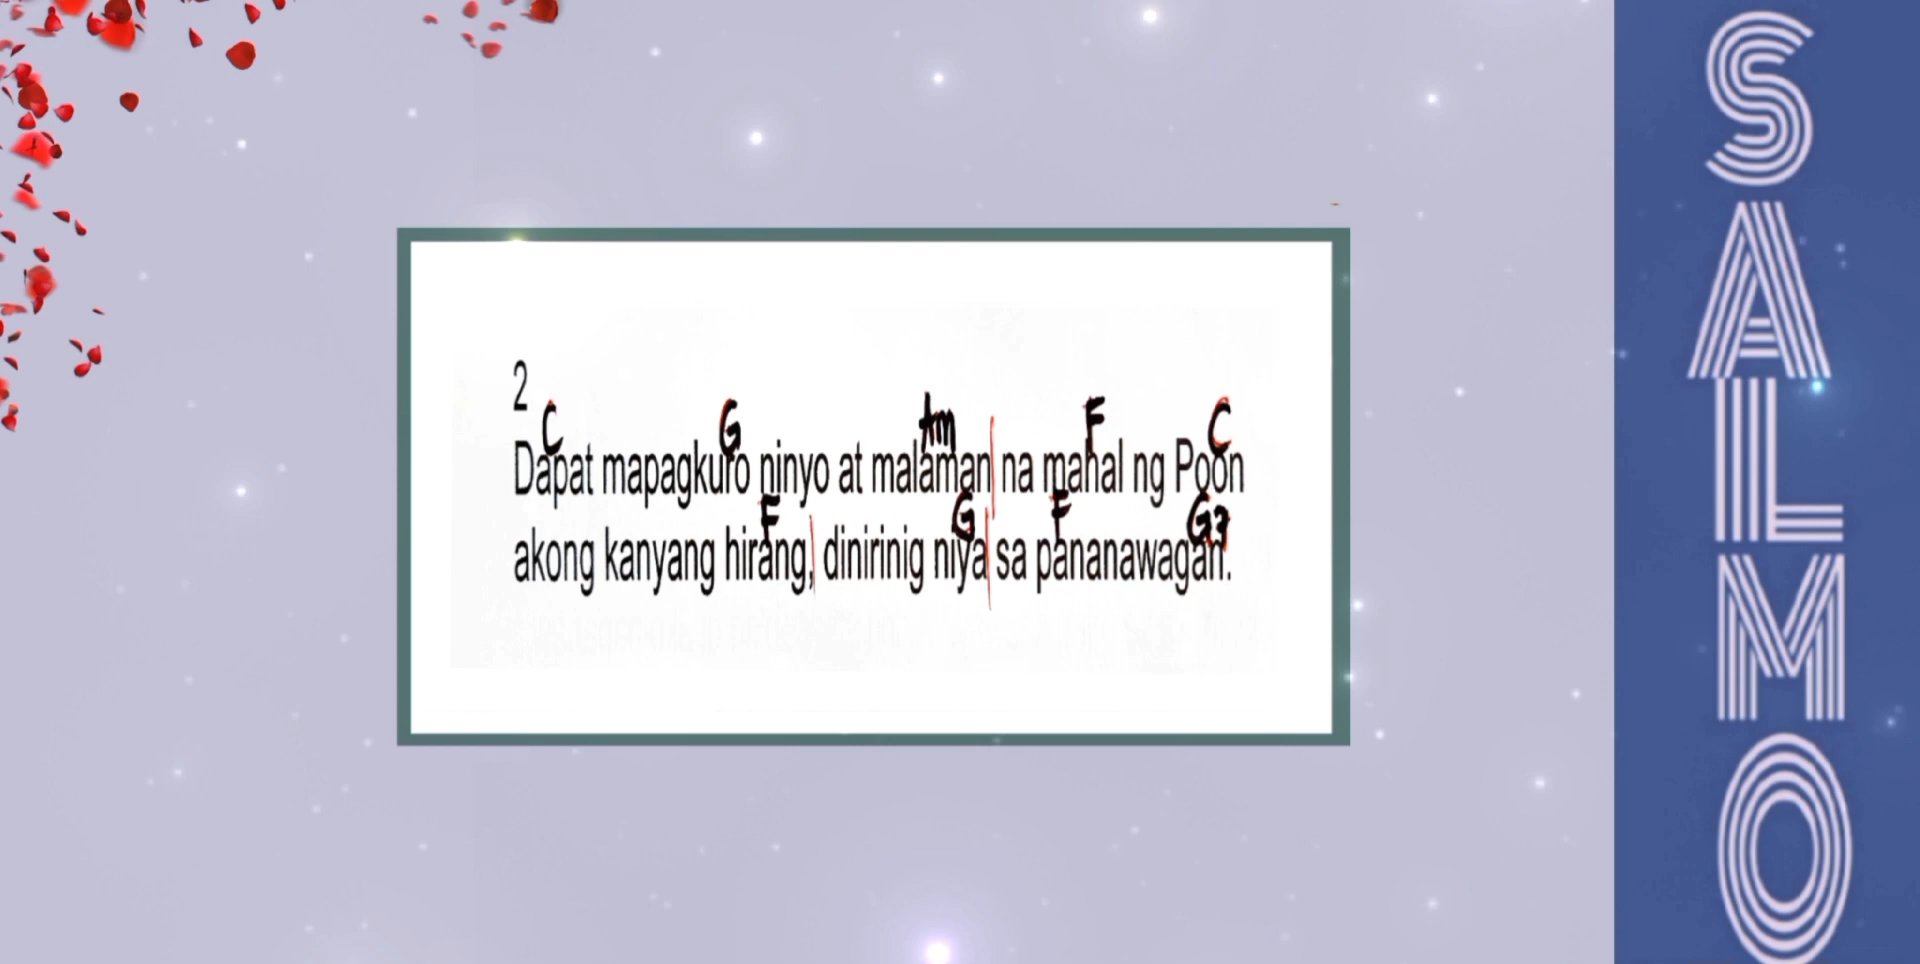 2
C G Am F C
Dapat mapagkuro ninyo at malaman na mahal ng Poon
F G F G7
akong kanyang hirang, dinirinig niya sa pananawagan.
SALMO